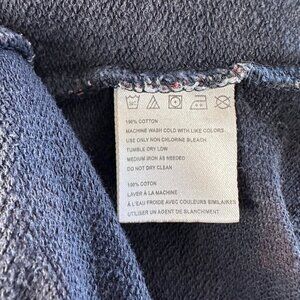 100% COTTON
MACHINE WASH COLD WITH LIKE COLORS
USE ONLY NON CHLORINE BLEACH.
TUMBLE DRY LOW
MEDIUM IRON AS NEEDED
DO NOT DRY CLEAN
100% COTON
LAVER À LA MACHINE
À L'EAU FROIDE AVEC COULEURS SIMILAIRES
UTILISER UN AGENT DE BLANCHIMENT